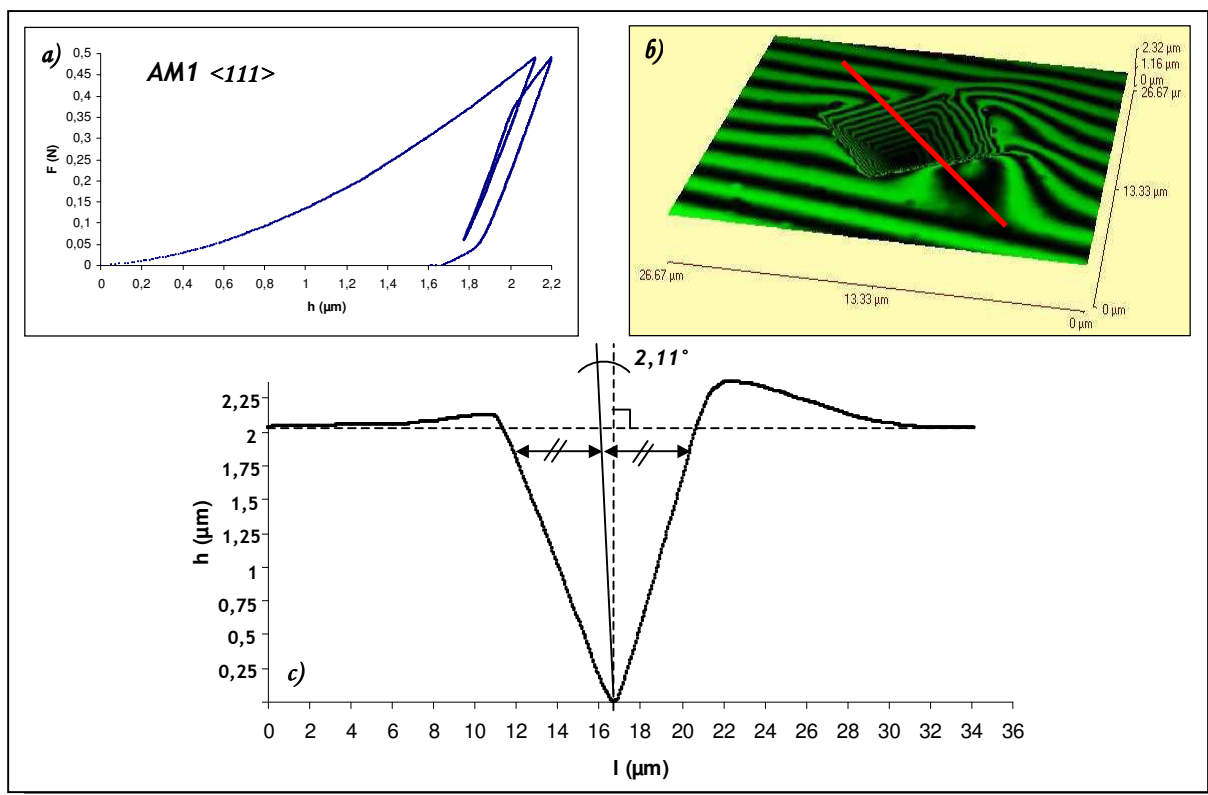 a)
AM1 <111>
0,5
0,45
0,4
0,35
0,3
0,25
0,2
0,15
0,1
0,05
0
F (N)
0 0,2 0,4 0,6 0,8 1 1,2 1,4 1,6 1,8 2 2,2
h (µm)
б)
2.32 µm
1.16 µm
0 µm
26.67 µr
13.33 µm
0 µm
26.67 µm
13.33 µm
0 µm
2,11°
2,25
2
1,75
1,5
1,25
1
0,75
0,5
0,25
h (µm)
c)
0 2 4 6 8 10 12 14 16 18 20 22 24 26 28 30 32 34 36
l (µm)